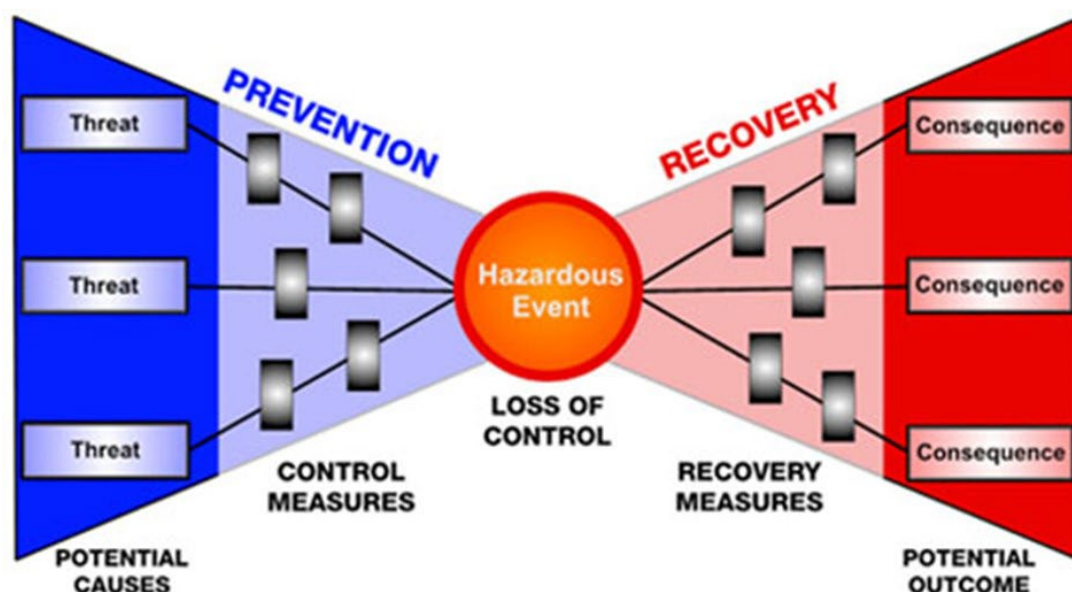 PREVENTION
RECOVERY
Threat
Threat
Threat
Hazardous
Event
Consequence
Consequence
Consequence
LOSS OF
CONTROL
CONTROL
MEASURES
RECOVERY
MEASURES
POTENTIAL
CAUSES
POTENTIAL
OUTCOME